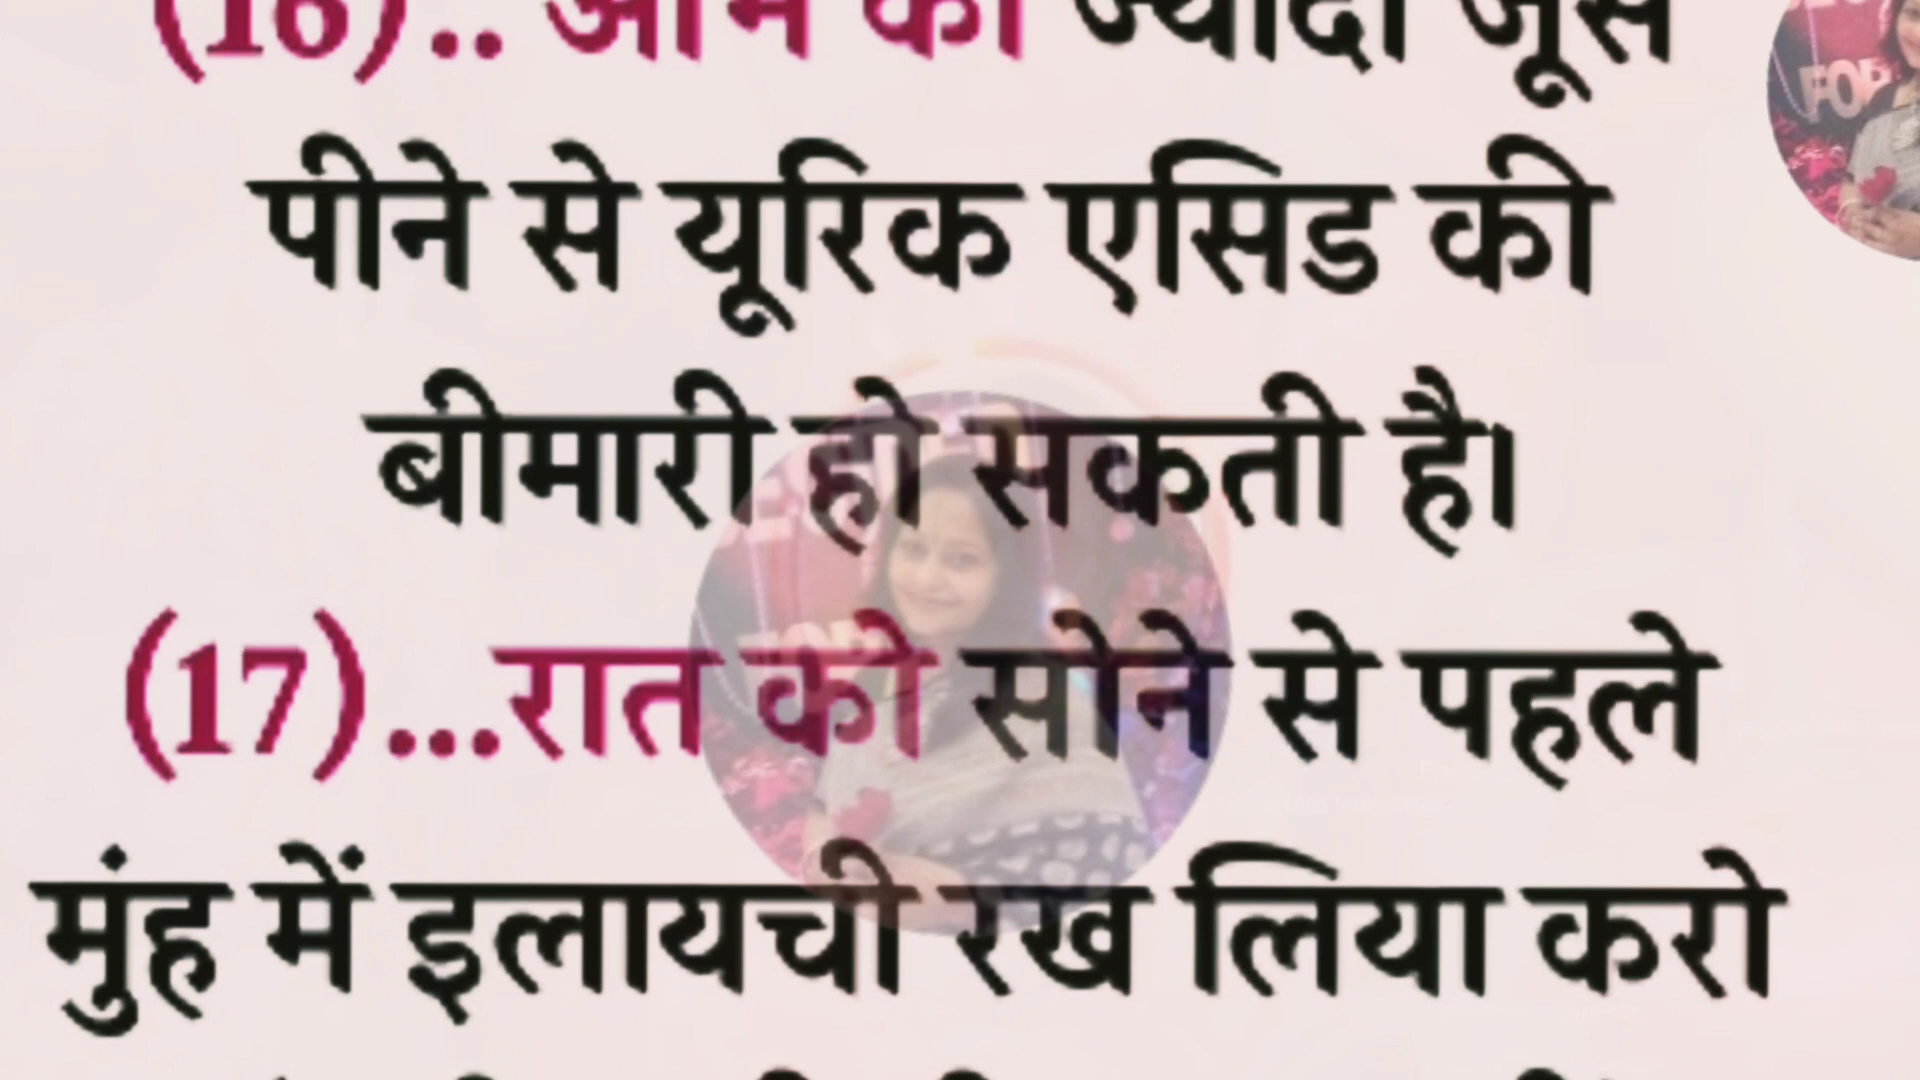 (16).. आम का ज्यादा जूस
पीने से यूरिक एसिड की
बीमारी हो सकती है।
(17)...रात को सोने से पहले
मुंह में इलायची रख लिया करो